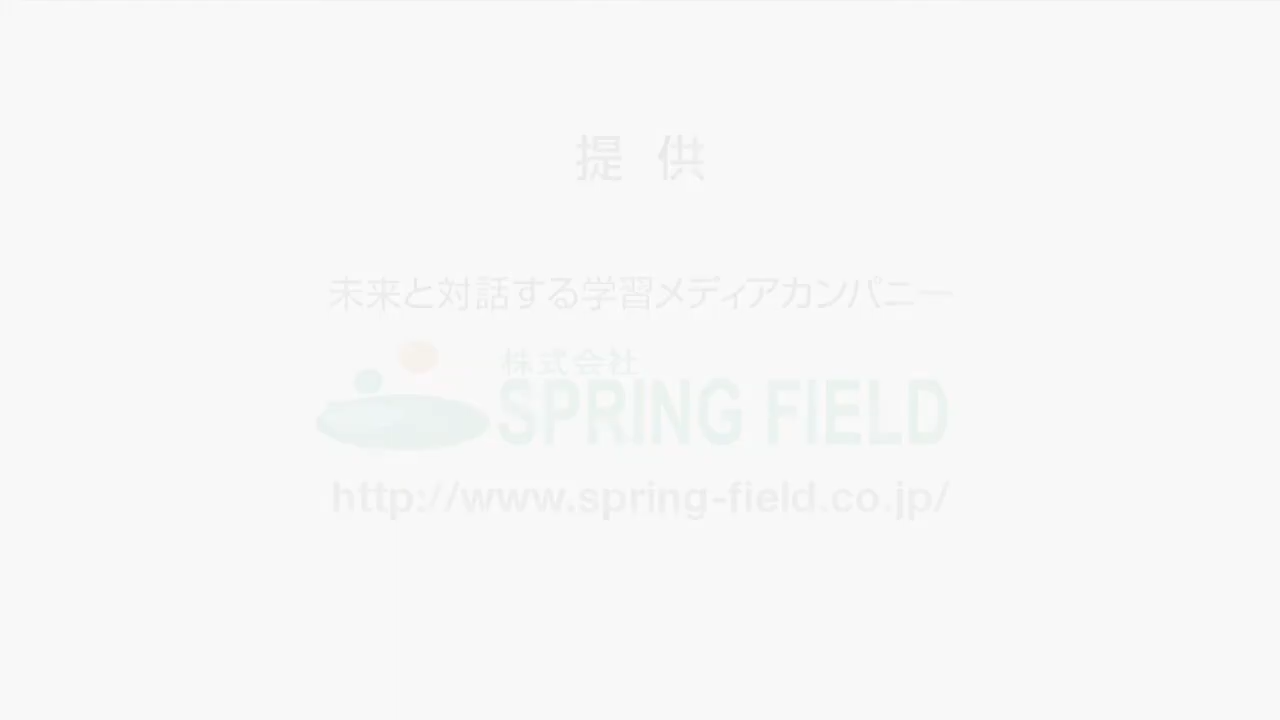 提供
未来と対話する学習メディアカンパニー
株式会社
SPRING FIELD
http://www.spring-field.co.jp/